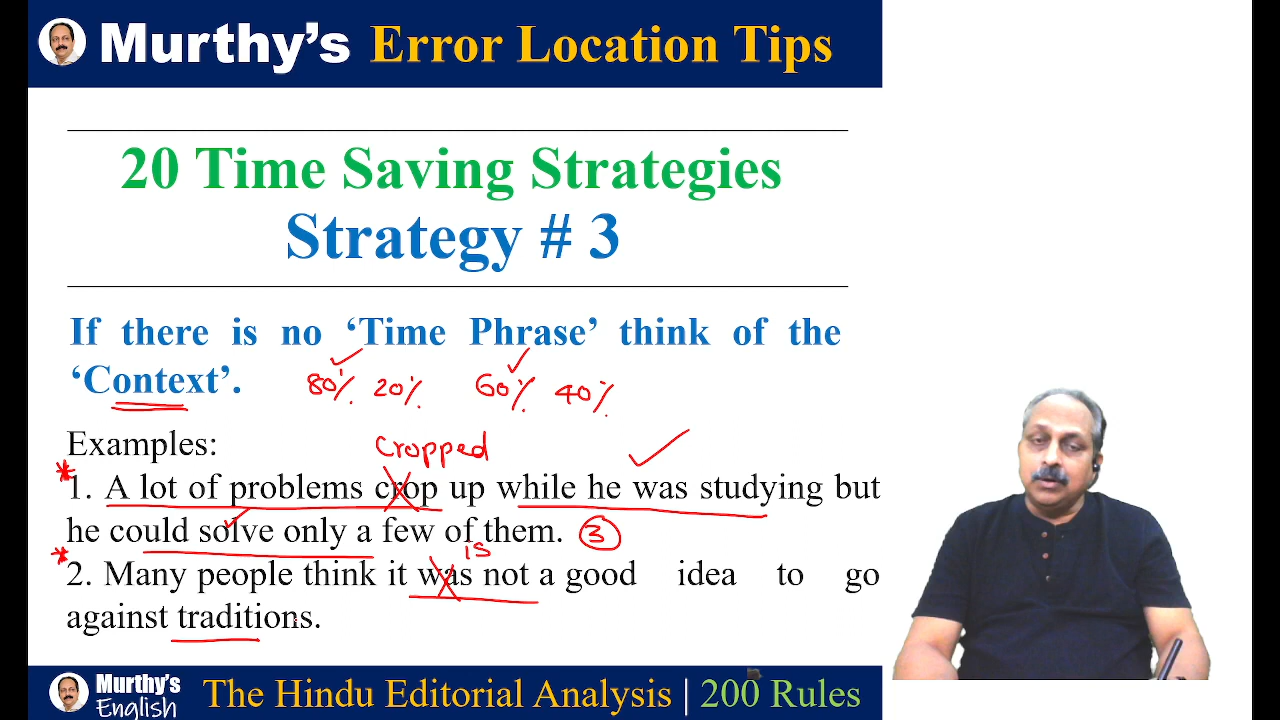 Murthy's Error Location Tips
20 Time Saving Strategies
Strategy # 3
If there is no ‘Time Phrase’ think of the
‘Context’.
80% 20% 60% 40%
Examples:
Cropped
1. A lot of problems crop up while he was studying but
he could solve only a few of them. 3
is
2. Many people think it was not a good idea to go
against traditions.
Murthy's English
The Hindu Editorial Analysis | 200 Rules